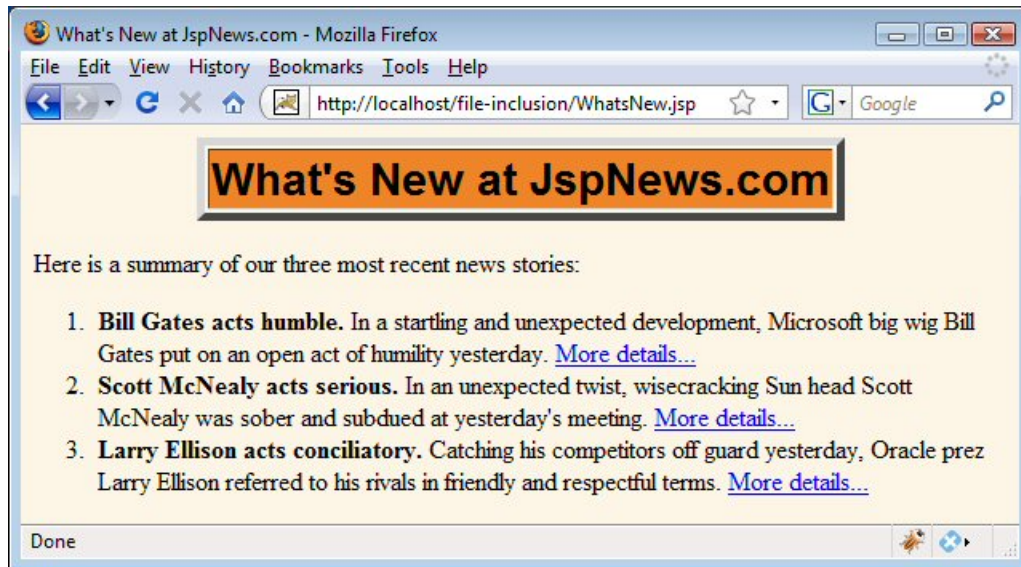 What's New at JspNews.com - Mozilla Firefox
File Edit View History Bookmarks Tools Help
http://localhost/file-inclusion/WhatsNew.jsp G Google
What's New at JspNews.com
Here is a summary of our three most recent news stories:
1. Bill Gates acts humble. In a startling and unexpected development, Microsoft big wig Bill
Gates put on an open act of humility yesterday. More details...
2. Scott McNealy acts serious. In an unexpected twist, wisecracking Sun head Scott
McNealy was sober and subdued at yesterday's meeting. More details...
3. Larry Ellison acts conciliatory. Catching his competitors off guard yesterday, Oracle prez
Larry Ellison referred to his rivals in friendly and respectful terms. More details...
Done